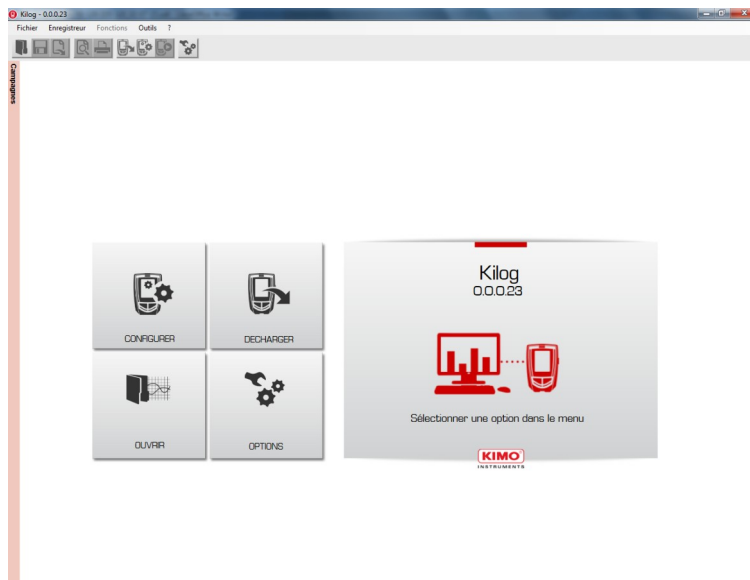 Kilog - 0.0.0.23
Fichier Enregistreur Fonctions Outils ?
Campagnes
CONFIGURER
DECHARGER
OUVRIR
OPTIONS
Kilog
0.0.0.23
Sélectionner une option dans le menu
KIMO
INSTRUMENTS